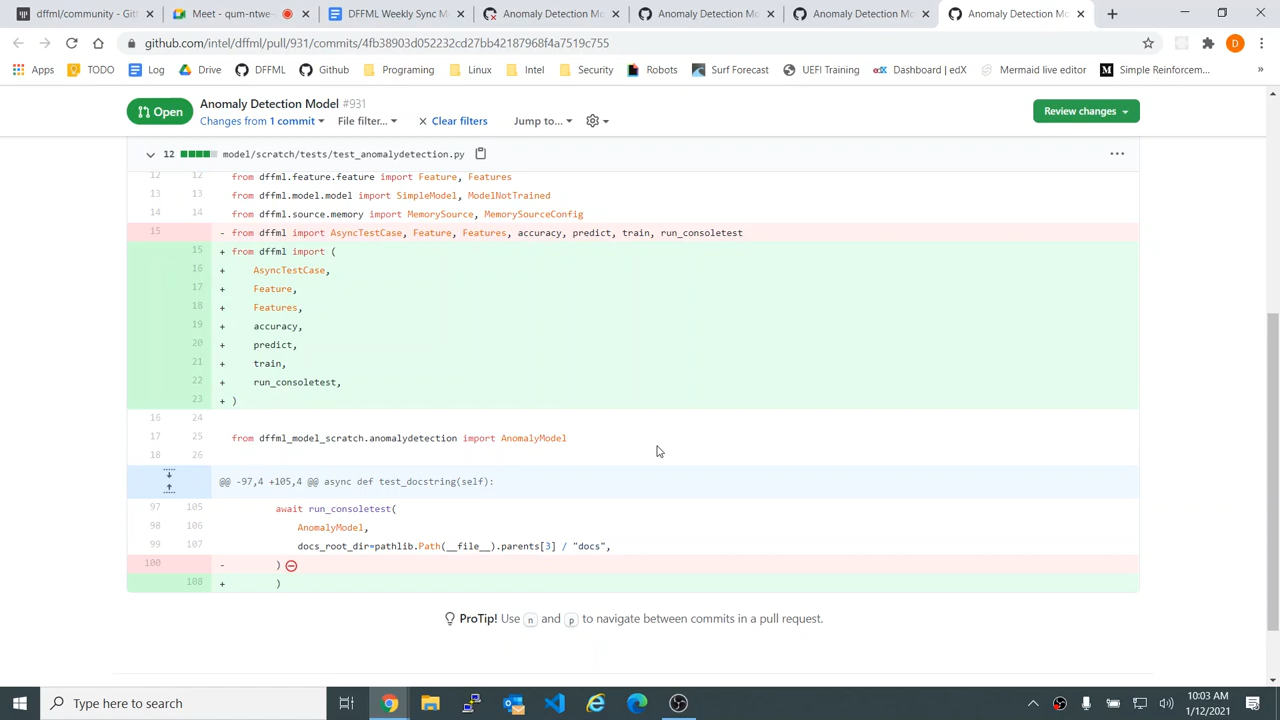 dffml/community - Gitt
Meet - qum-ntwe-
DFFML Weekly Sync M
Anomaly Detection Mo
Anomaly Detection Mo
Anomaly Detection Mo
Anomaly Detection Mo
github.com/intel/dffml/pull/931/commits/4fb38903d052232cd27bb42187968f4a7519c755
D
Apps TODO Log Drive DFFML Github Programing Linux Intel Security Robots Surf Forecast UEFI Training Dashboard | edX Mermaid live editor Simple Reinforcem... »
Open
Anomaly Detection Model #931
Changes from 1 commit File filter... Clear filters Jump to...
Review changes
12 model/scratch/tests/test_anomalydetection.py
12 12 from dffml.feature.feature import Feature, Features
13 13 from dffml.model.model import SimpleModel, ModelNotTrained
14 14 from dffml.source.memory import MemorySource, MemorySourceConfig
15 - from dffml import AsyncTestCase, Feature, Features, accuracy, predict, train, run_consoletest
15 + from dffml import (
16 + AsyncTestCase,
17 + Feature,
18 + Features,
19 + accuracy,
20 + predict,
21 + train,
22 + run_consoletest,
23 + )
16 24
17 25 from dffml_model_scratch.anomalydetection import AnomalyModel
18 26
@@ -97,4 +105,4 @@ async def test_docstring(self):
97 105 await run_consoletest(
98 106 AnomalyModel,
99 107 docs_root_dir=pathlib.Path(__file__).parents[3] / "docs",
100 - )
108 + )
ProTip! Use n and p to navigate between commits in a pull request.
Type here to search
10:03 AM
1/12/2021